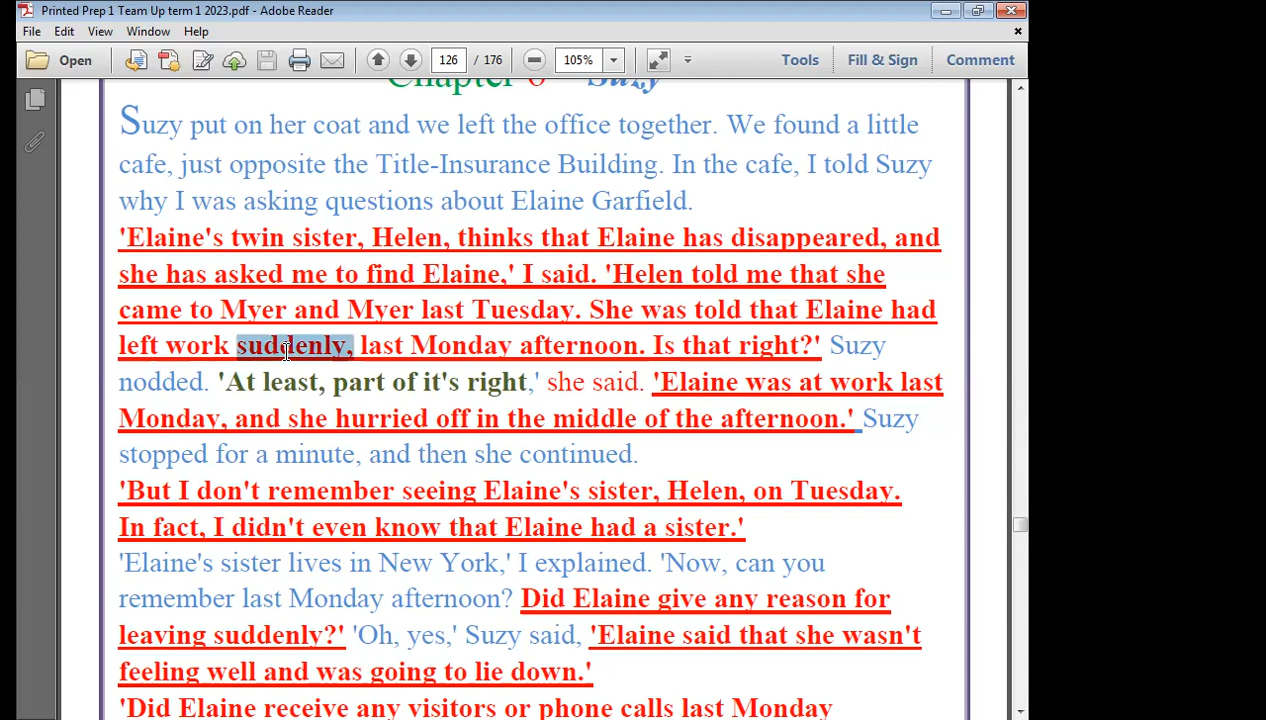 Printed Prep 1 Team Up term 1 2023.pdf - Adobe Reader
File Edit View Window Help
Open 126 / 176 105% Tools Fill & Sign Comment
Chapter 6 Suzy
Suzy put on her coat and we left the office together. We found a little
cafe, just opposite the Title-Insurance Building. In the cafe, I told Suzy
why I was asking questions about Elaine Garfield.
'Elaine's twin sister, Helen, thinks that Elaine has disappeared, and
she has asked me to find Elaine,' I said. 'Helen told me that she
came to Myer and Myer last Tuesday. She was told that Elaine had
left work suddenly, last Monday afternoon. Is that right?' Suzy
nodded. 'At least, part of it's right,' she said. 'Elaine was at work last
Monday, and she hurried off in the middle of the afternoon.' Suzy
stopped for a minute, and then she continued.
'But I don't remember seeing Elaine's sister, Helen, on Tuesday.
In fact, I didn't even know that Elaine had a sister.'
'Elaine's sister lives in New York,' I explained. 'Now, can you
remember last Monday afternoon? Did Elaine give any reason for
leaving suddenly?' 'Oh, yes,' Suzy said, 'Elaine said that she wasn't
feeling well and was going to lie down.'
'Did Elaine receive any visitors or phone calls last Monday